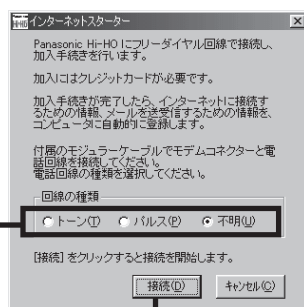 インターネットスターター
Panasonic Hi-HOにフリーダイヤル回線で接続し、
加入手続きを行います。
加入にはクレジットカードが必要です。
加入手続きが完了したら、インターネットに接続す
るための情報、メールを送受信するための情報を、
コンピュータに自動的に登録します。
付属のモジュラーケーブルでモデムコネクターと電
話回線を接続してください。
電話回線の種類を選択してください。
回線の種類
トーン(T) パルス(P) 不明(U)
[接続]をクリックすると接続を開始します。
接続(D) キャンセル(C)